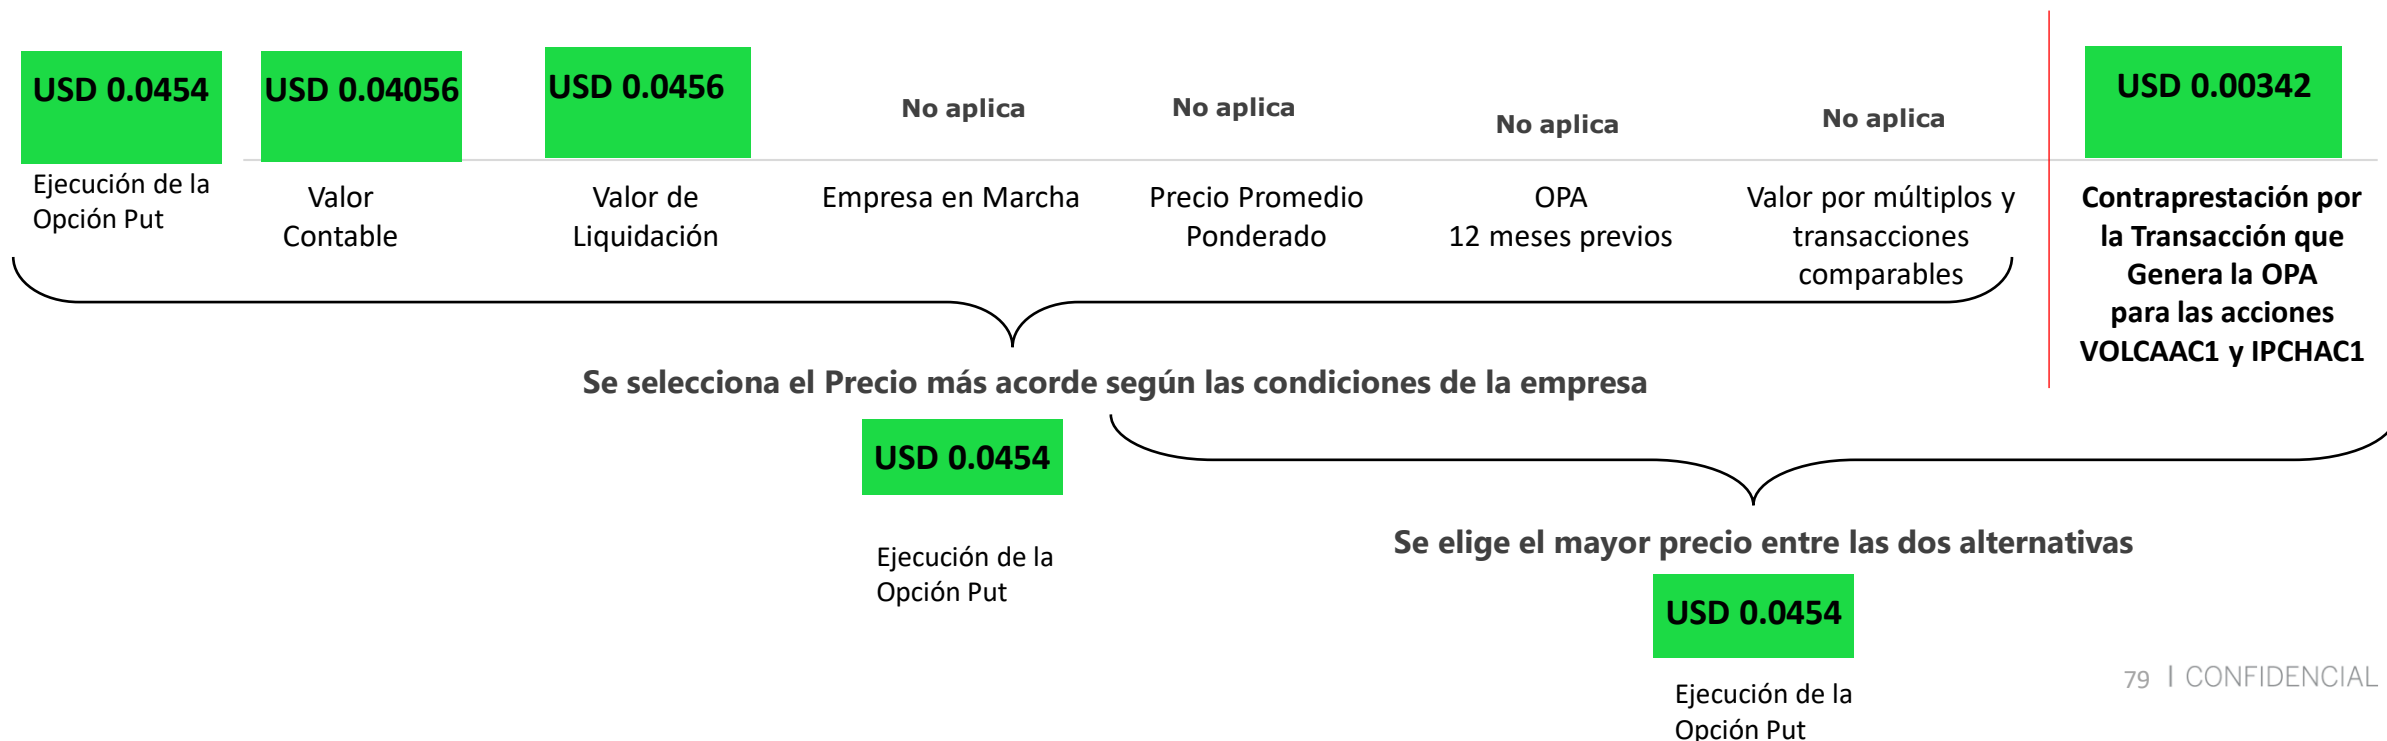 USD 0.0454
USD 0.04056
USD 0.0456
No aplica
No aplica
No aplica
No aplica
USD 0.00342
Ejecución de la
Opción Put
Valor
Contable
Valor de
Liquidación
Empresa en Marcha
Precio Promedio
Ponderado
OPA
12 meses previos
Valor por múltiplos y
transacciones
comparables
Contraprestación por
la Transacción que
Genera la OPA
para las acciones
VOLCAAC1 y IPCHAC1
Se selecciona el Precio más acorde según las condiciones de la empresa
USD 0.0454
Ejecución de la
Opción Put
Se elige el mayor precio entre las dos alternativas
USD 0.0454
Ejecución de la
Opción Put
79 | CONFIDENCIAL